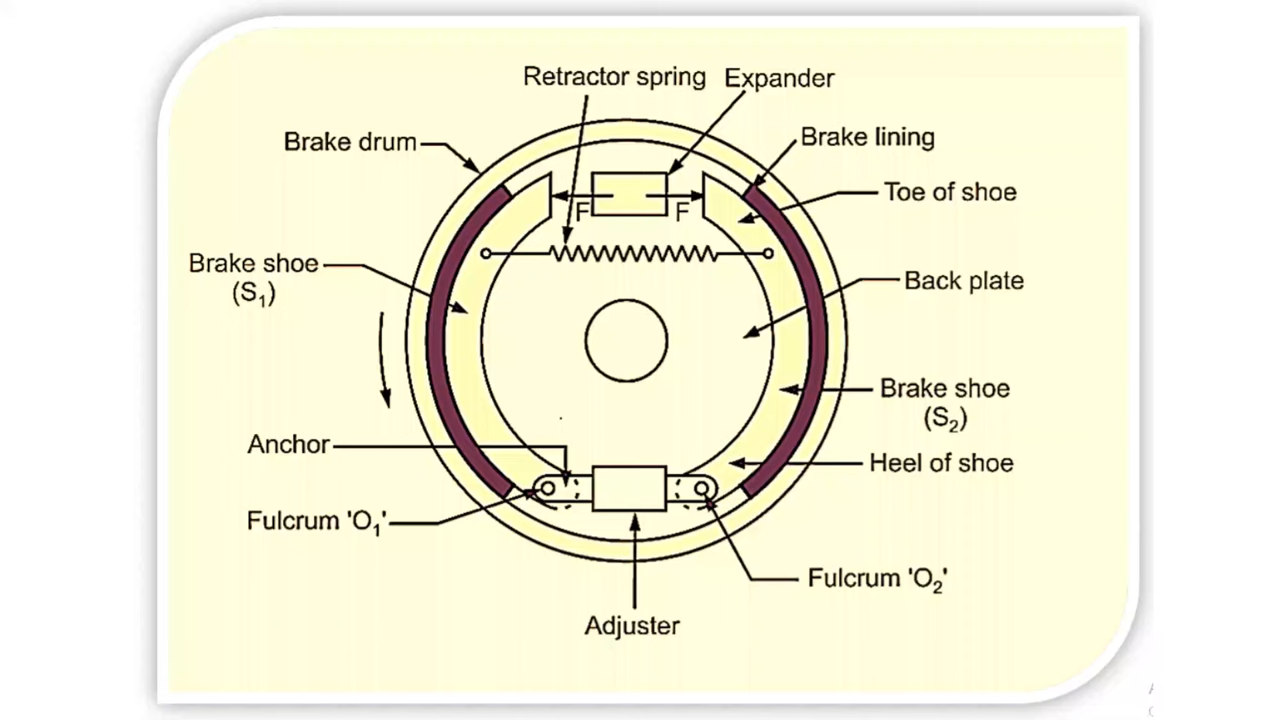 Retractor spring
Expander
Brake drum
Brake lining
Toe of shoe
F
F
Brake shoe
(S₁)
Back plate
Brake shoe
(S₂)
Anchor
Heel of shoe
Fulcrum 'O₁'
Fulcrum 'O₂'
Adjuster